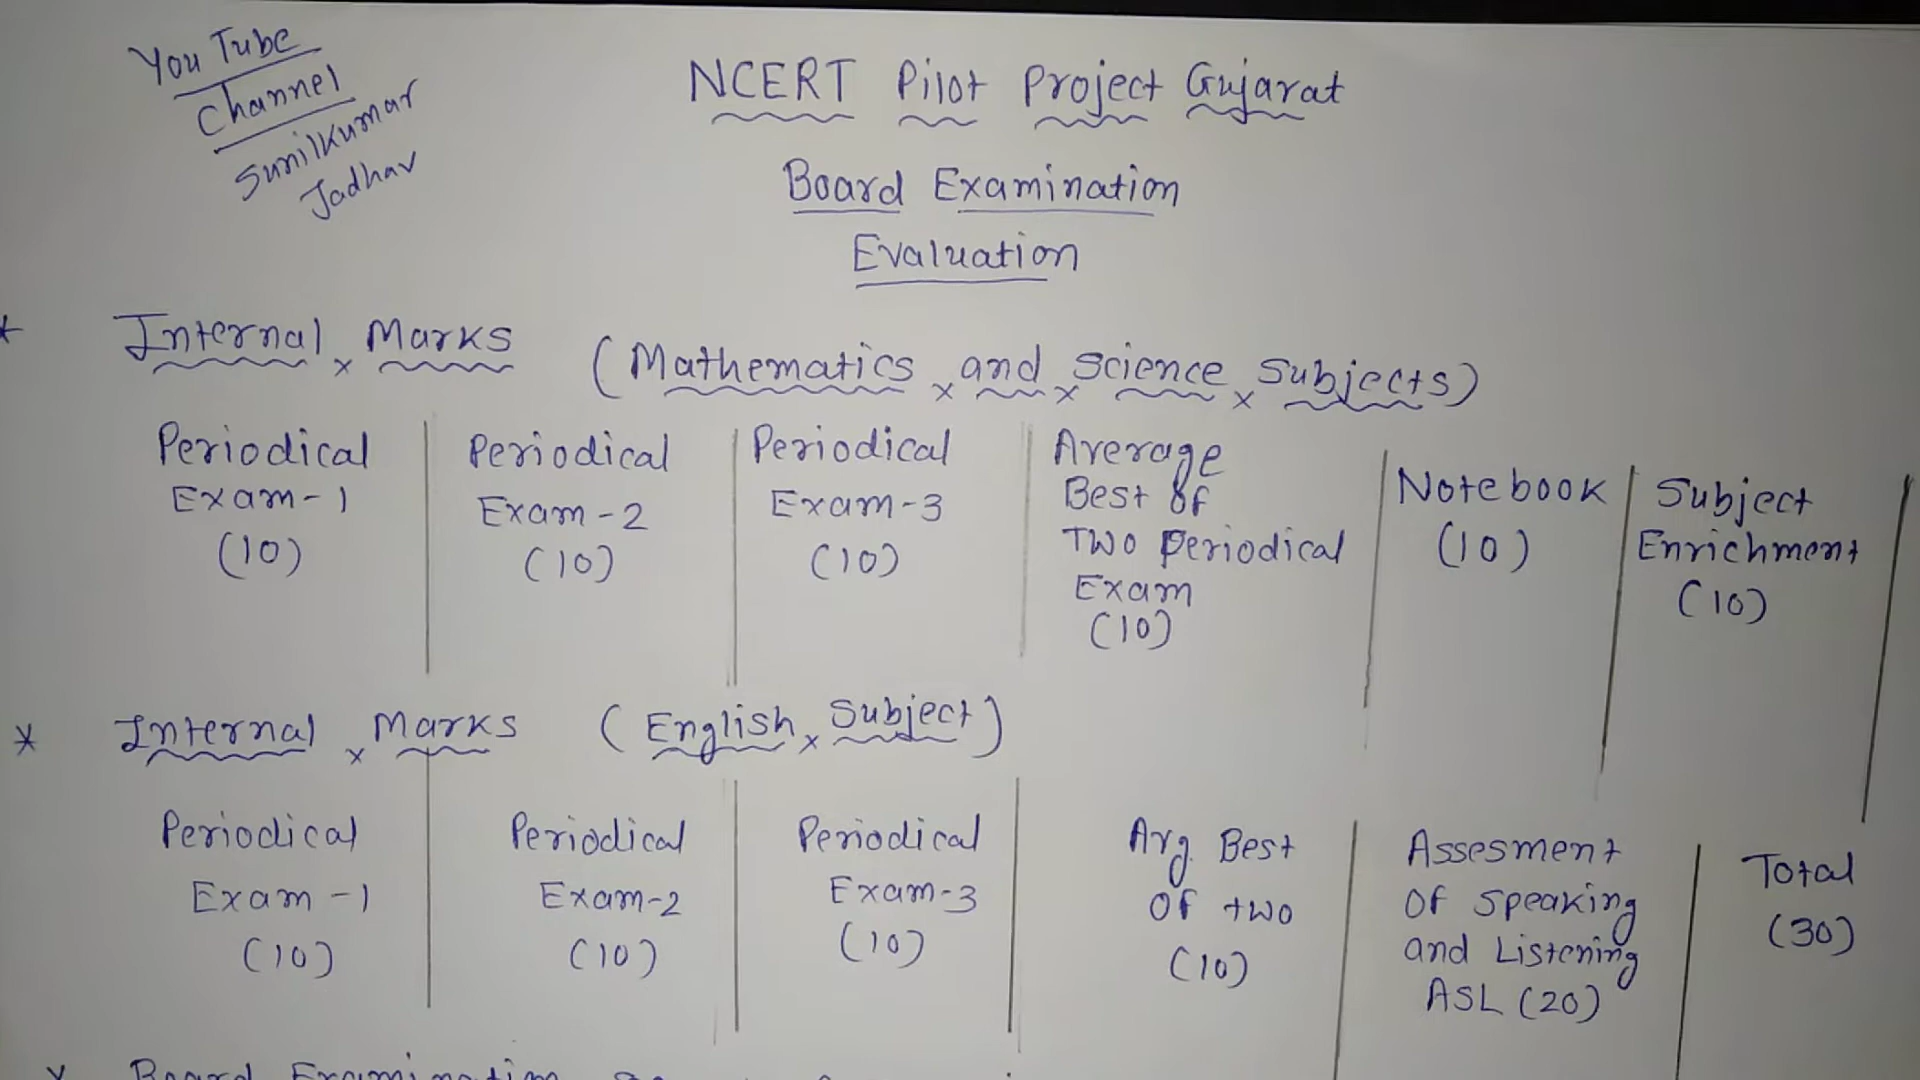 YouTube
Channel
Sunilkumar
Jadhav
NCERT Pilot Project Gujarat
Board Examination
Evaluation
* Internal Marks (Mathematics and Science Subjects)
Periodical
Exam-1
(10)
Periodical
Exam-2
(10)
Periodical
Exam-3
(10)
Average
Best of
Two Periodical
Exam
(10)
Notebook
(10)
Subject
Enrichment
(10)
* Internal Marks (English Subject)
Periodical
Exam-1
(10)
Periodical
Exam-2
(10)
Periodical
Exam-3
(10)
Avg. Best
of two
(10)
Assesment
of Speaking
and Listening
ASL (20)
Total
(30)
Board Examination